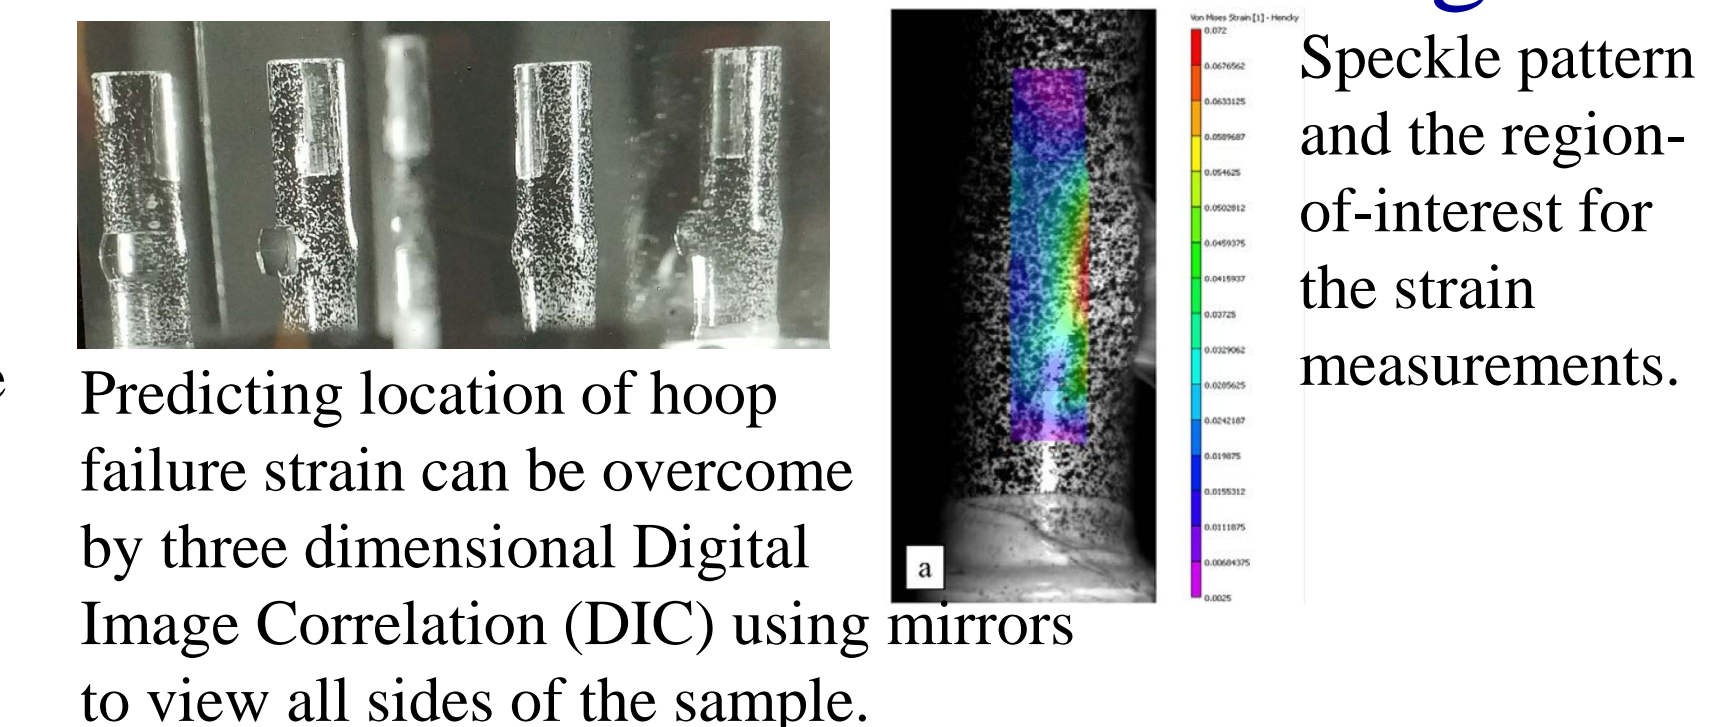 Von Mises Strain [1] - Hencky
0.072
0.0676562
0.0633125
0.0589687
0.054625
0.0502812
0.0459375
0.0415937
0.03725
0.0329062
0.0285625
0.0242187
0.019875
0.0155312
0.0111875
0.00684375
0.0025
a
Speckle pattern
and the region-
of-interest for
the strain
measurements.
Predicting location of hoop
failure strain can be overcome
by three dimensional Digital
Image Correlation (DIC) using mirrors
to view all sides of the sample.